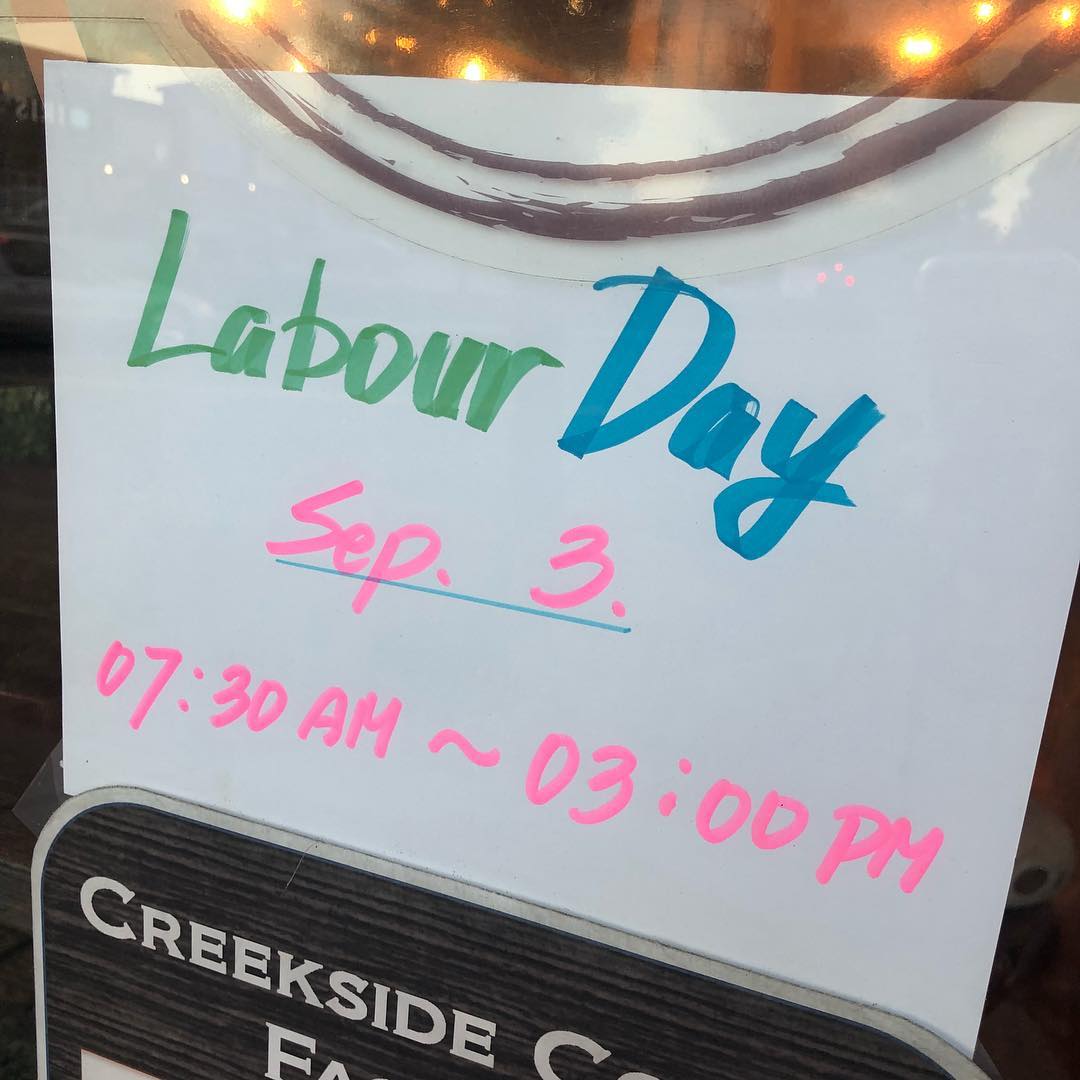 Labour Day
Sep. 3.
07:30 AM ~ 03:00 PM
CREEKSIDE